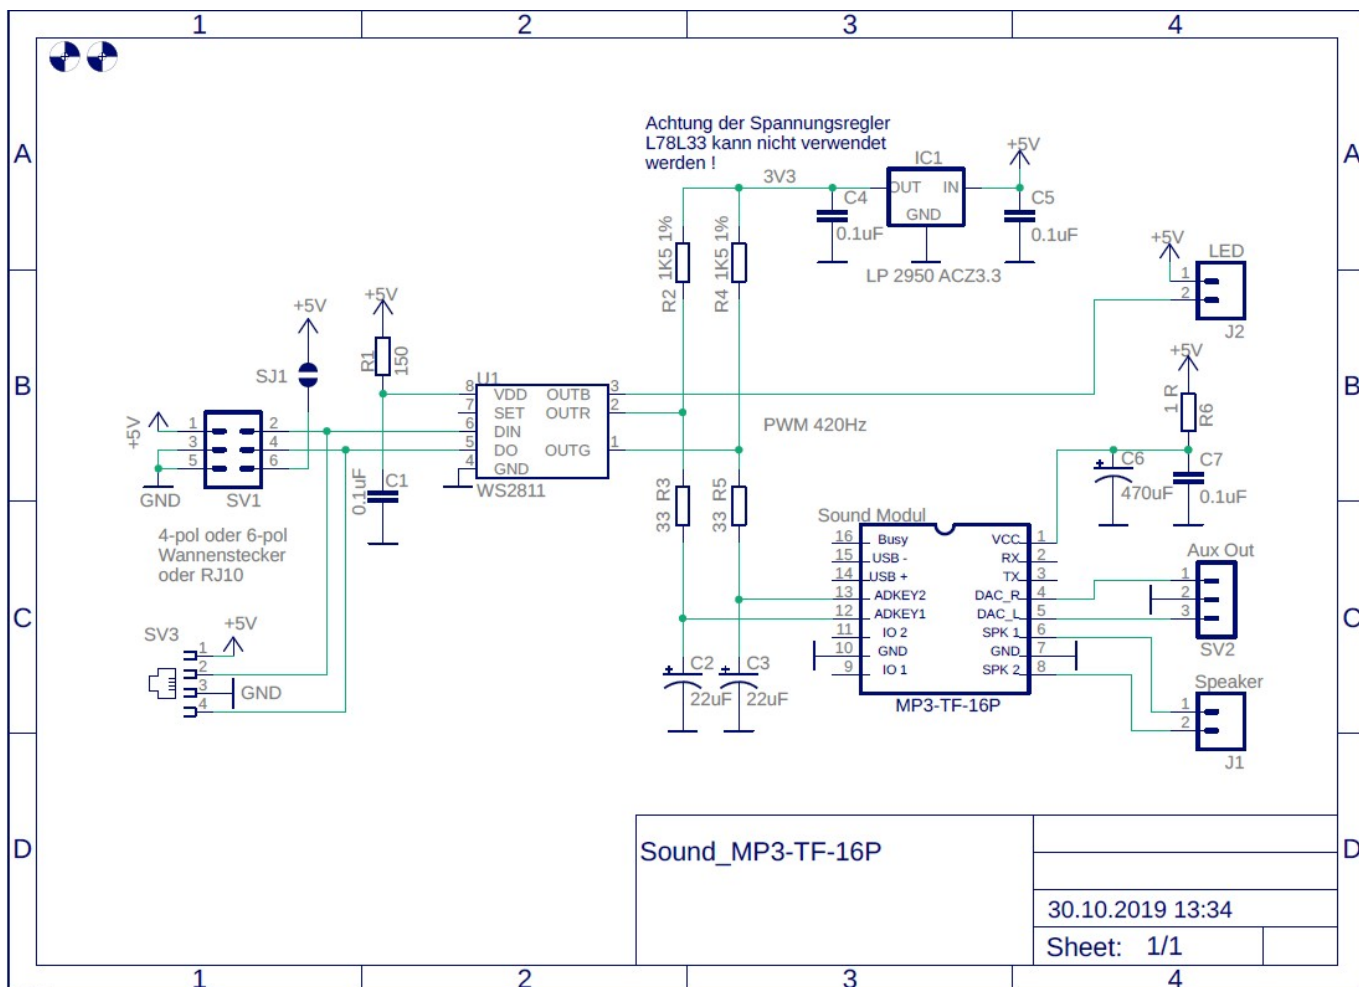 1 2 3 4
A A
Achtung der Spannungsregler
L78L33 kann nicht verwendet
werden !
+5V
IC1
3V3
OUT IN
GND
C4
0.1uF
C5
0.1uF
LP 2950 ACZ3.3
R2 1K5 1%
R4 1K5 1%
+5V
LED
1
2
J2
+5V
SJ1
+5V
R1
150
B B
U1
8 VDD OUTB 3
7 SET OUTR 2
6 DIN
5 DO OUTG 1
4 GND
WS2811
+5V
1 2
3 4
5 6
GND
SV1
0.1uF
C1
PWM 420Hz
+5V
1 R
R6
C6
470uF
C7
0.1uF
33 R3
33 R5
4-pol oder 6-pol
Wannenstecker
oder RJ10
Sound Modul
16 Busy VCC 1
15 USB - RX 2
14 USB + TX 3
13 ADKEY2 DAC_R 4
12 ADKEY1 DAC_L 5
11 IO 2 SPK 1 6
10 GND GND 7
9 IO 1 SPK 2 8
MP3-TF-16P
Aux Out
1
2
3
SV2
C C
SV3
+5V
1
2
3
GND
4
C2
22uF
C3
22uF
Speaker
1
2
J1
D D
Sound_MP3-TF-16P
30.10.2019 13:34
Sheet: 1/1
1 2 3 4